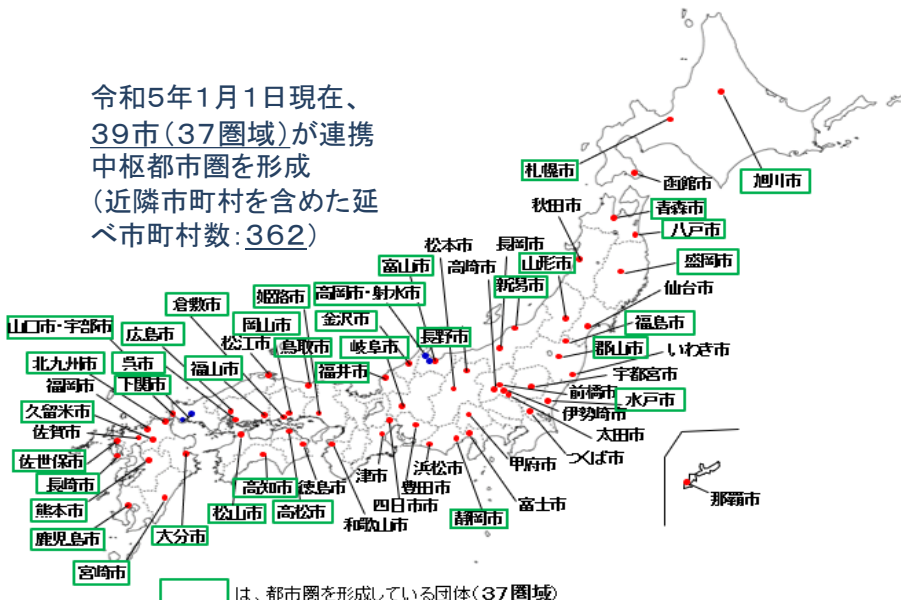 令和5年1月1日現在、
39市(37圏域)が連携
中枢都市圏を形成
(近隣市町村を含めた延
べ市町村数:362)
札幌市
函館市
旭川市
秋田市
青森市
八戸市
松本市
長岡市
山形市
盛岡市
富山市
高崎市
仙台市
倉敷市
姫路市
高岡市・射水市
新潟市
山口市・宇部市
広島市
岡山市
金沢市
長野市
福島市
松江市
鳥取市
岐阜市
郡山市
いわき市
北九州市
呉市
福山市
福井市
宇都宮市
福岡市
下関市
前橋市
水戸市
久留米市
伊勢崎市
佐賀市
太田市
佐世保市
つくば市
長崎市
津市
浜松市
甲府市
高知市
徳島市
豊田市
熊本市
松山市
高松市
四日市市
富士市
那覇市
鹿児島市
大分市
和歌山市
静岡市
宮崎市
は、都市圏を形成している団体(37圏域)